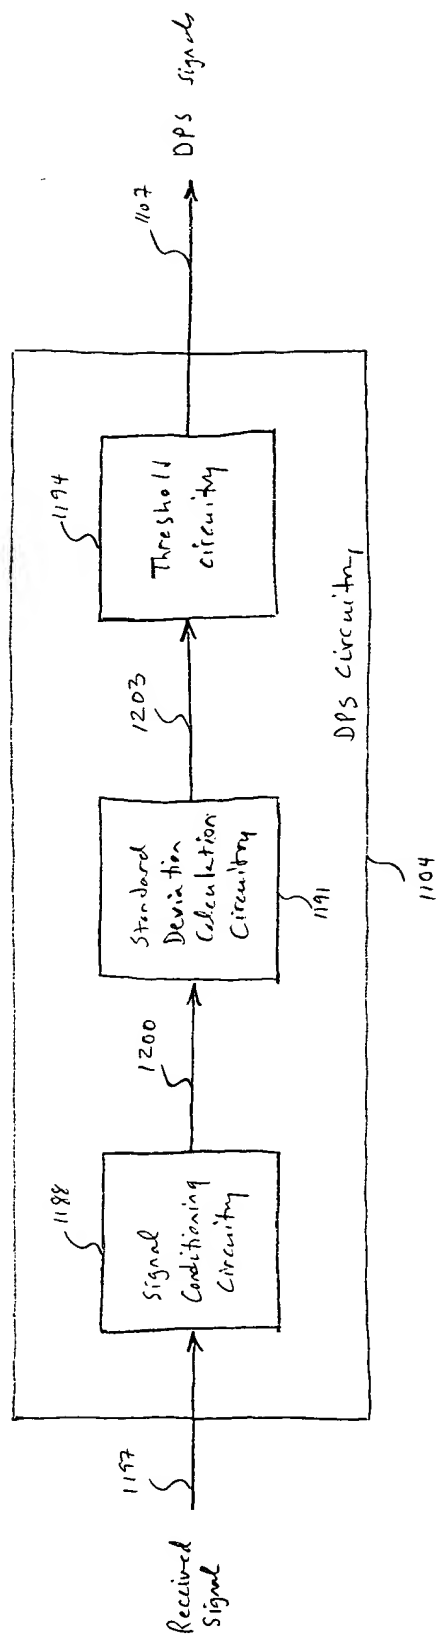 Received
Signal
1197
1188
Signal
Conditioning
Circuitry
1200
Standard
Deviation
Calculation
Circuitry
1191
1203
1194
Threshold
circuitry
DPS Circuitry
1104
1107
DPS signals